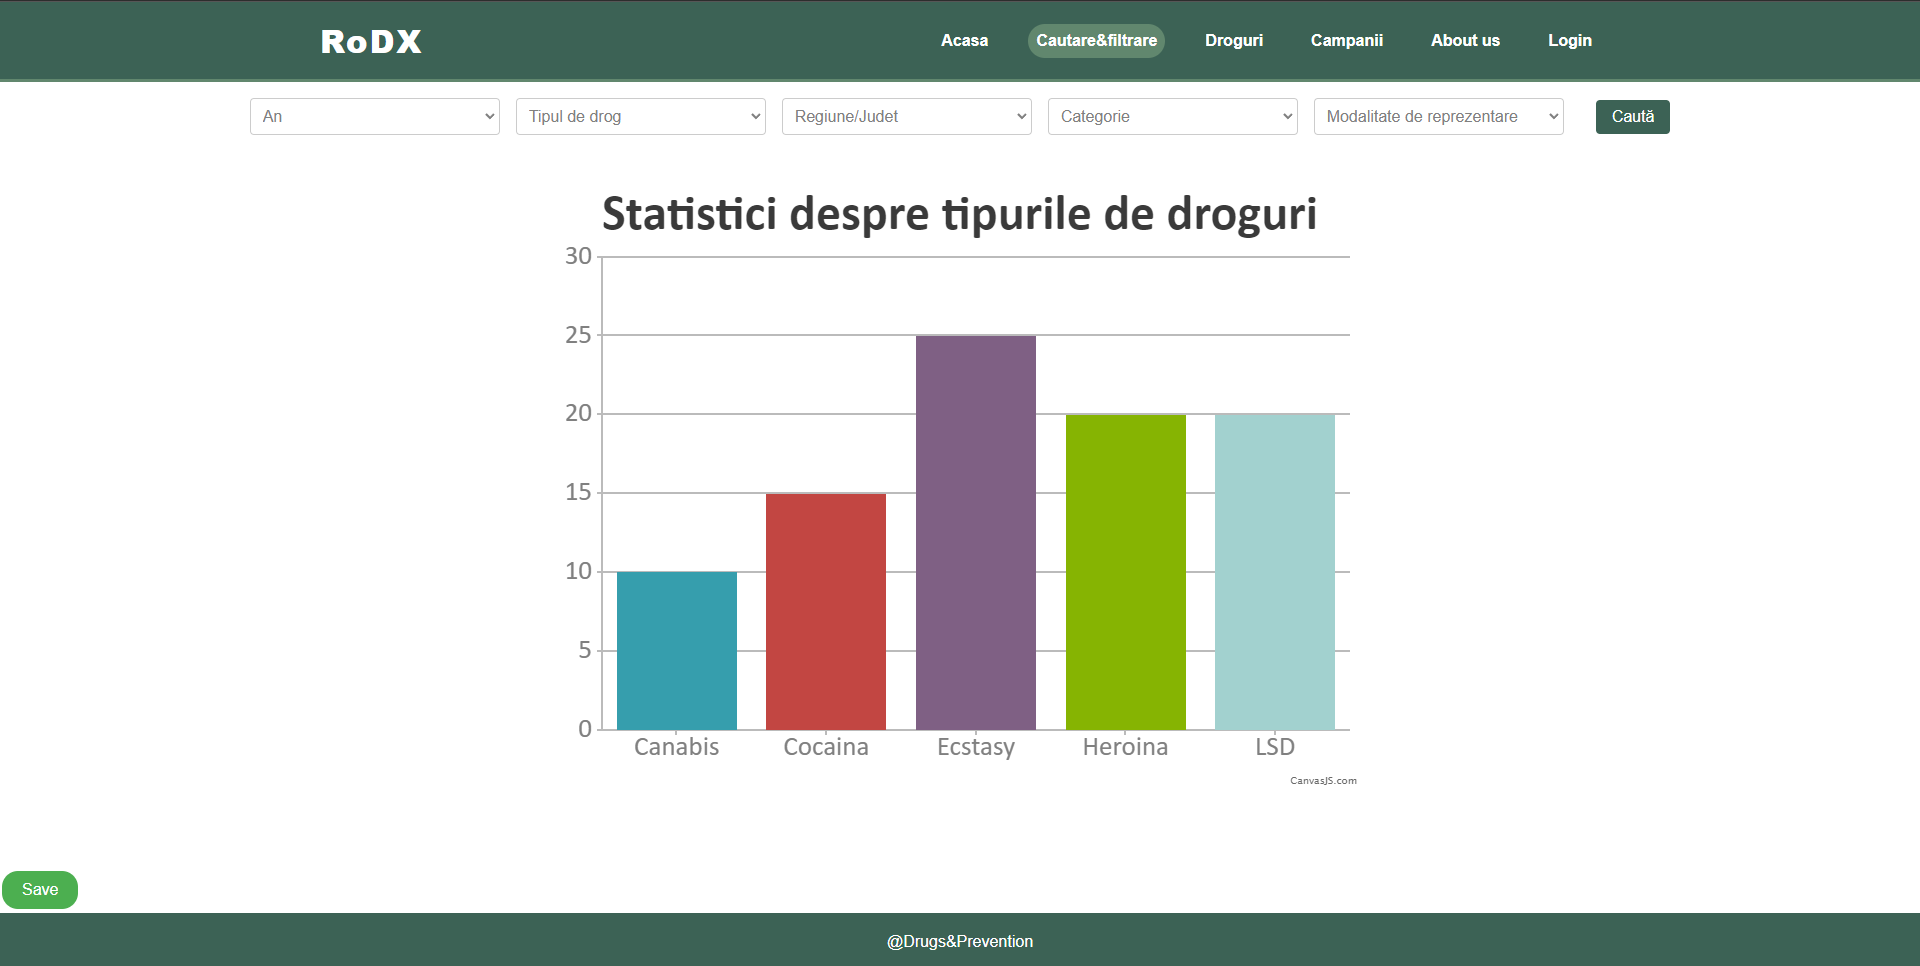 RoDX
Acasa Cautare&filtrare Droguri Campanii About us Login
An Tipul de drog Regiune/Judet Categorie Modalitate de reprezentare Caută
Statistici despre tipurile de droguri
30
25
20
15
10
5
0
Canabis Cocaina Ecstasy Heroina LSD
CanvasJS.com
Save
@Drugs&Prevention